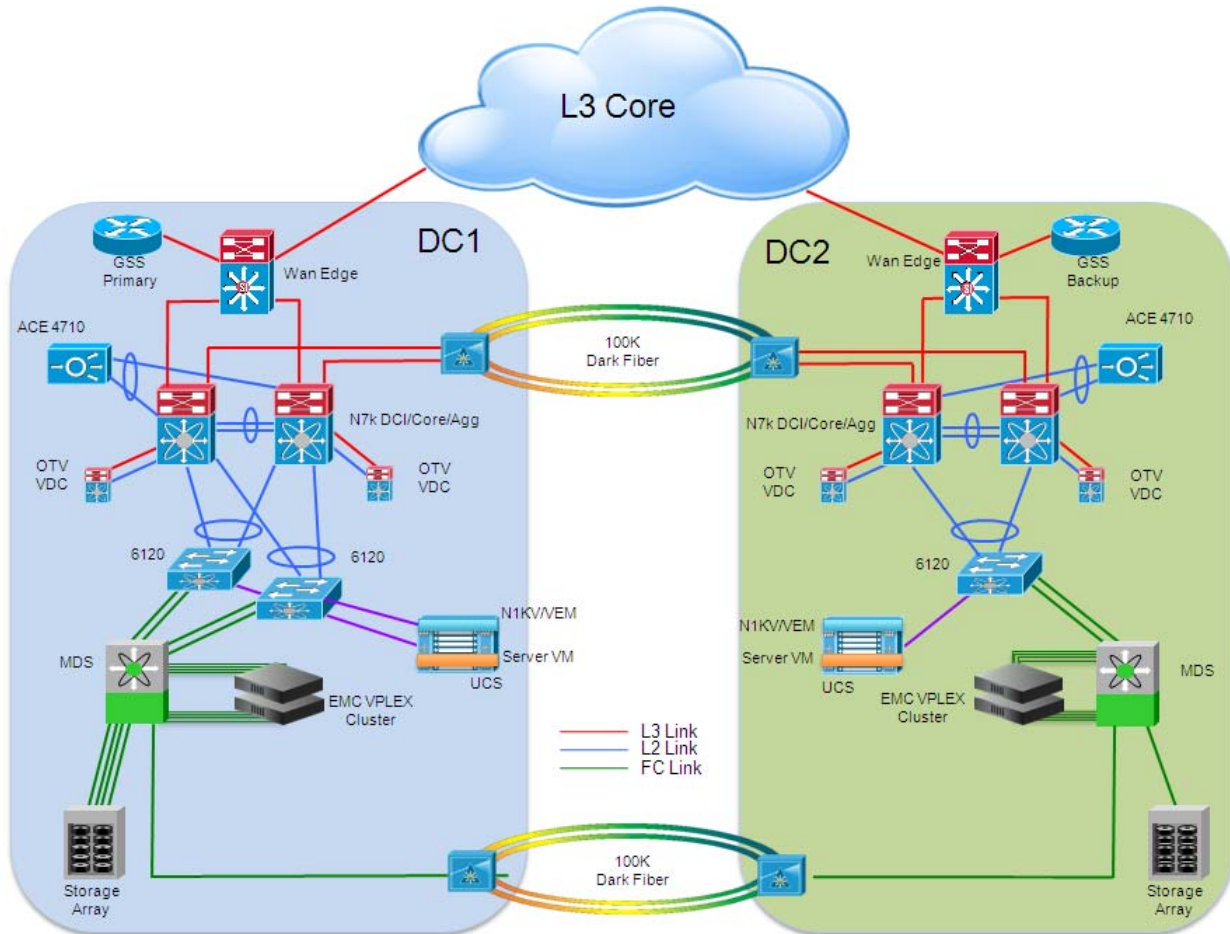 L3 Core
DC1
DC2
GSS
Primary
Wan Edge
Wan Edge
GSS
Backup
ACE 4710
100K
Dark Fiber
ACE 4710
N7k DCI/Core/Agg
N7k DCI/Core/Agg
OTV
VDC
OTV
VDC
OTV
VDC
OTV
VDC
6120
6120
6120
N1KV/VEM
Server VM
UCS
N1KV/VEM
Server VM
UCS
MDS
EMC VPLEX
Cluster
EMC VPLEX
Cluster
MDS
L3 Link
L2 Link
FC Link
Storage
Array
100K
Dark Fiber
Storage
Array